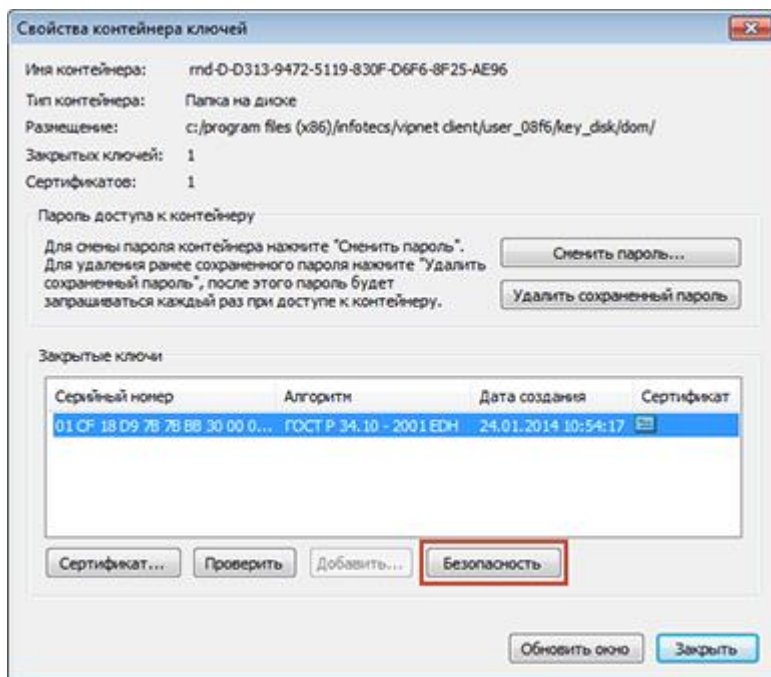 Свойства контейнера ключей
Имя контейнера: rnd-D-D313-9472-5119-830F-D6F6-8F25-AE96
Тип контейнера: Папка на диске
Размещение: c:/program files (x86)/infotecs/vipnet client/user_08f6/key_disk/dom/
Закрытых ключей: 1
Сертификатов: 1
Пароль доступа к контейнеру
Для смены пароля контейнера нажмите "Сменить пароль".
Для удаления ранее сохраненного пароля нажмите "Удалить
сохраненный пароль", после этого пароль будет
запрашиваться каждый раз при доступе к контейнеру.
Сменить пароль...
Удалить сохраненный пароль
Закрытые ключи
Серийный номер Алгоритм Дата создания Сертификат
01 CF 18 D9 7B 7B BB 30 00 0... ГОСТ Р 34.10 - 2001 EDH 24.01.2014 10:54:17
Сертификат... Проверить Добавить... Безопасность
Обновить окно Закрыть